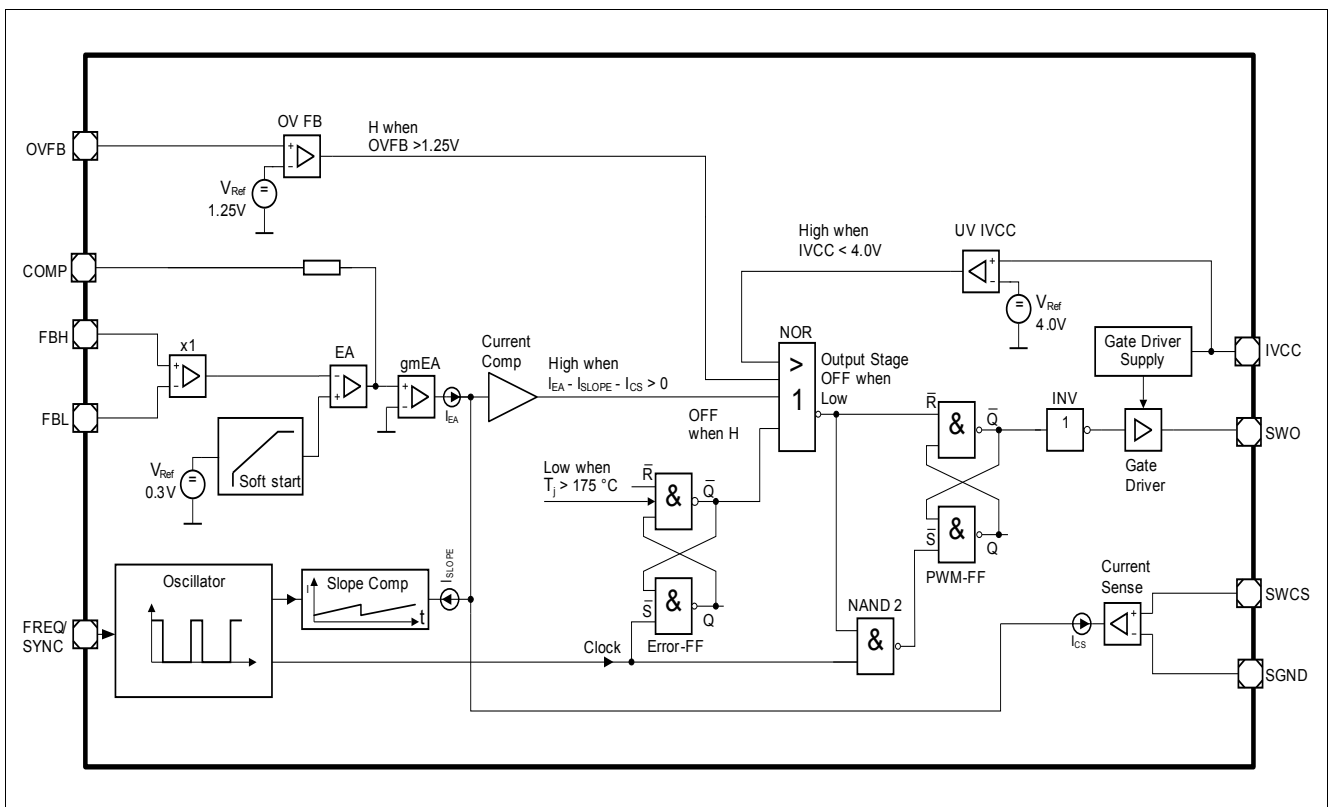 OVFB
OV FB
H when
OVFB >1.25V
+
−
VRef
1.25V
=
High when
IVCC < 4.0V
UV IVCC
+
−
VRef
4.0V
=
COMP
FBH
FBL
x1
+
−
EA
−
+
gmEA
+
−
IEA
Current
Comp
High when
IEA - ISLOPE - ICS > 0
NOR
>
1
Output Stage
OFF when
Low
OFF
when H
Gate Driver
Supply
IVCC
VRef
0.3V
=
Soft start
Low when
Tj > 175 °C
R
&
Q
S
&
Q
Error-FF
R
&
Q
S
&
Q
PWM-FF
INV
1
Gate
Driver
SWO
FREQ/
SYNC
Oscillator
Slope Comp
I
t
ISLOPE
Clock
NAND 2
&
Current
Sense
+
−
ICS
SWCS
SGND